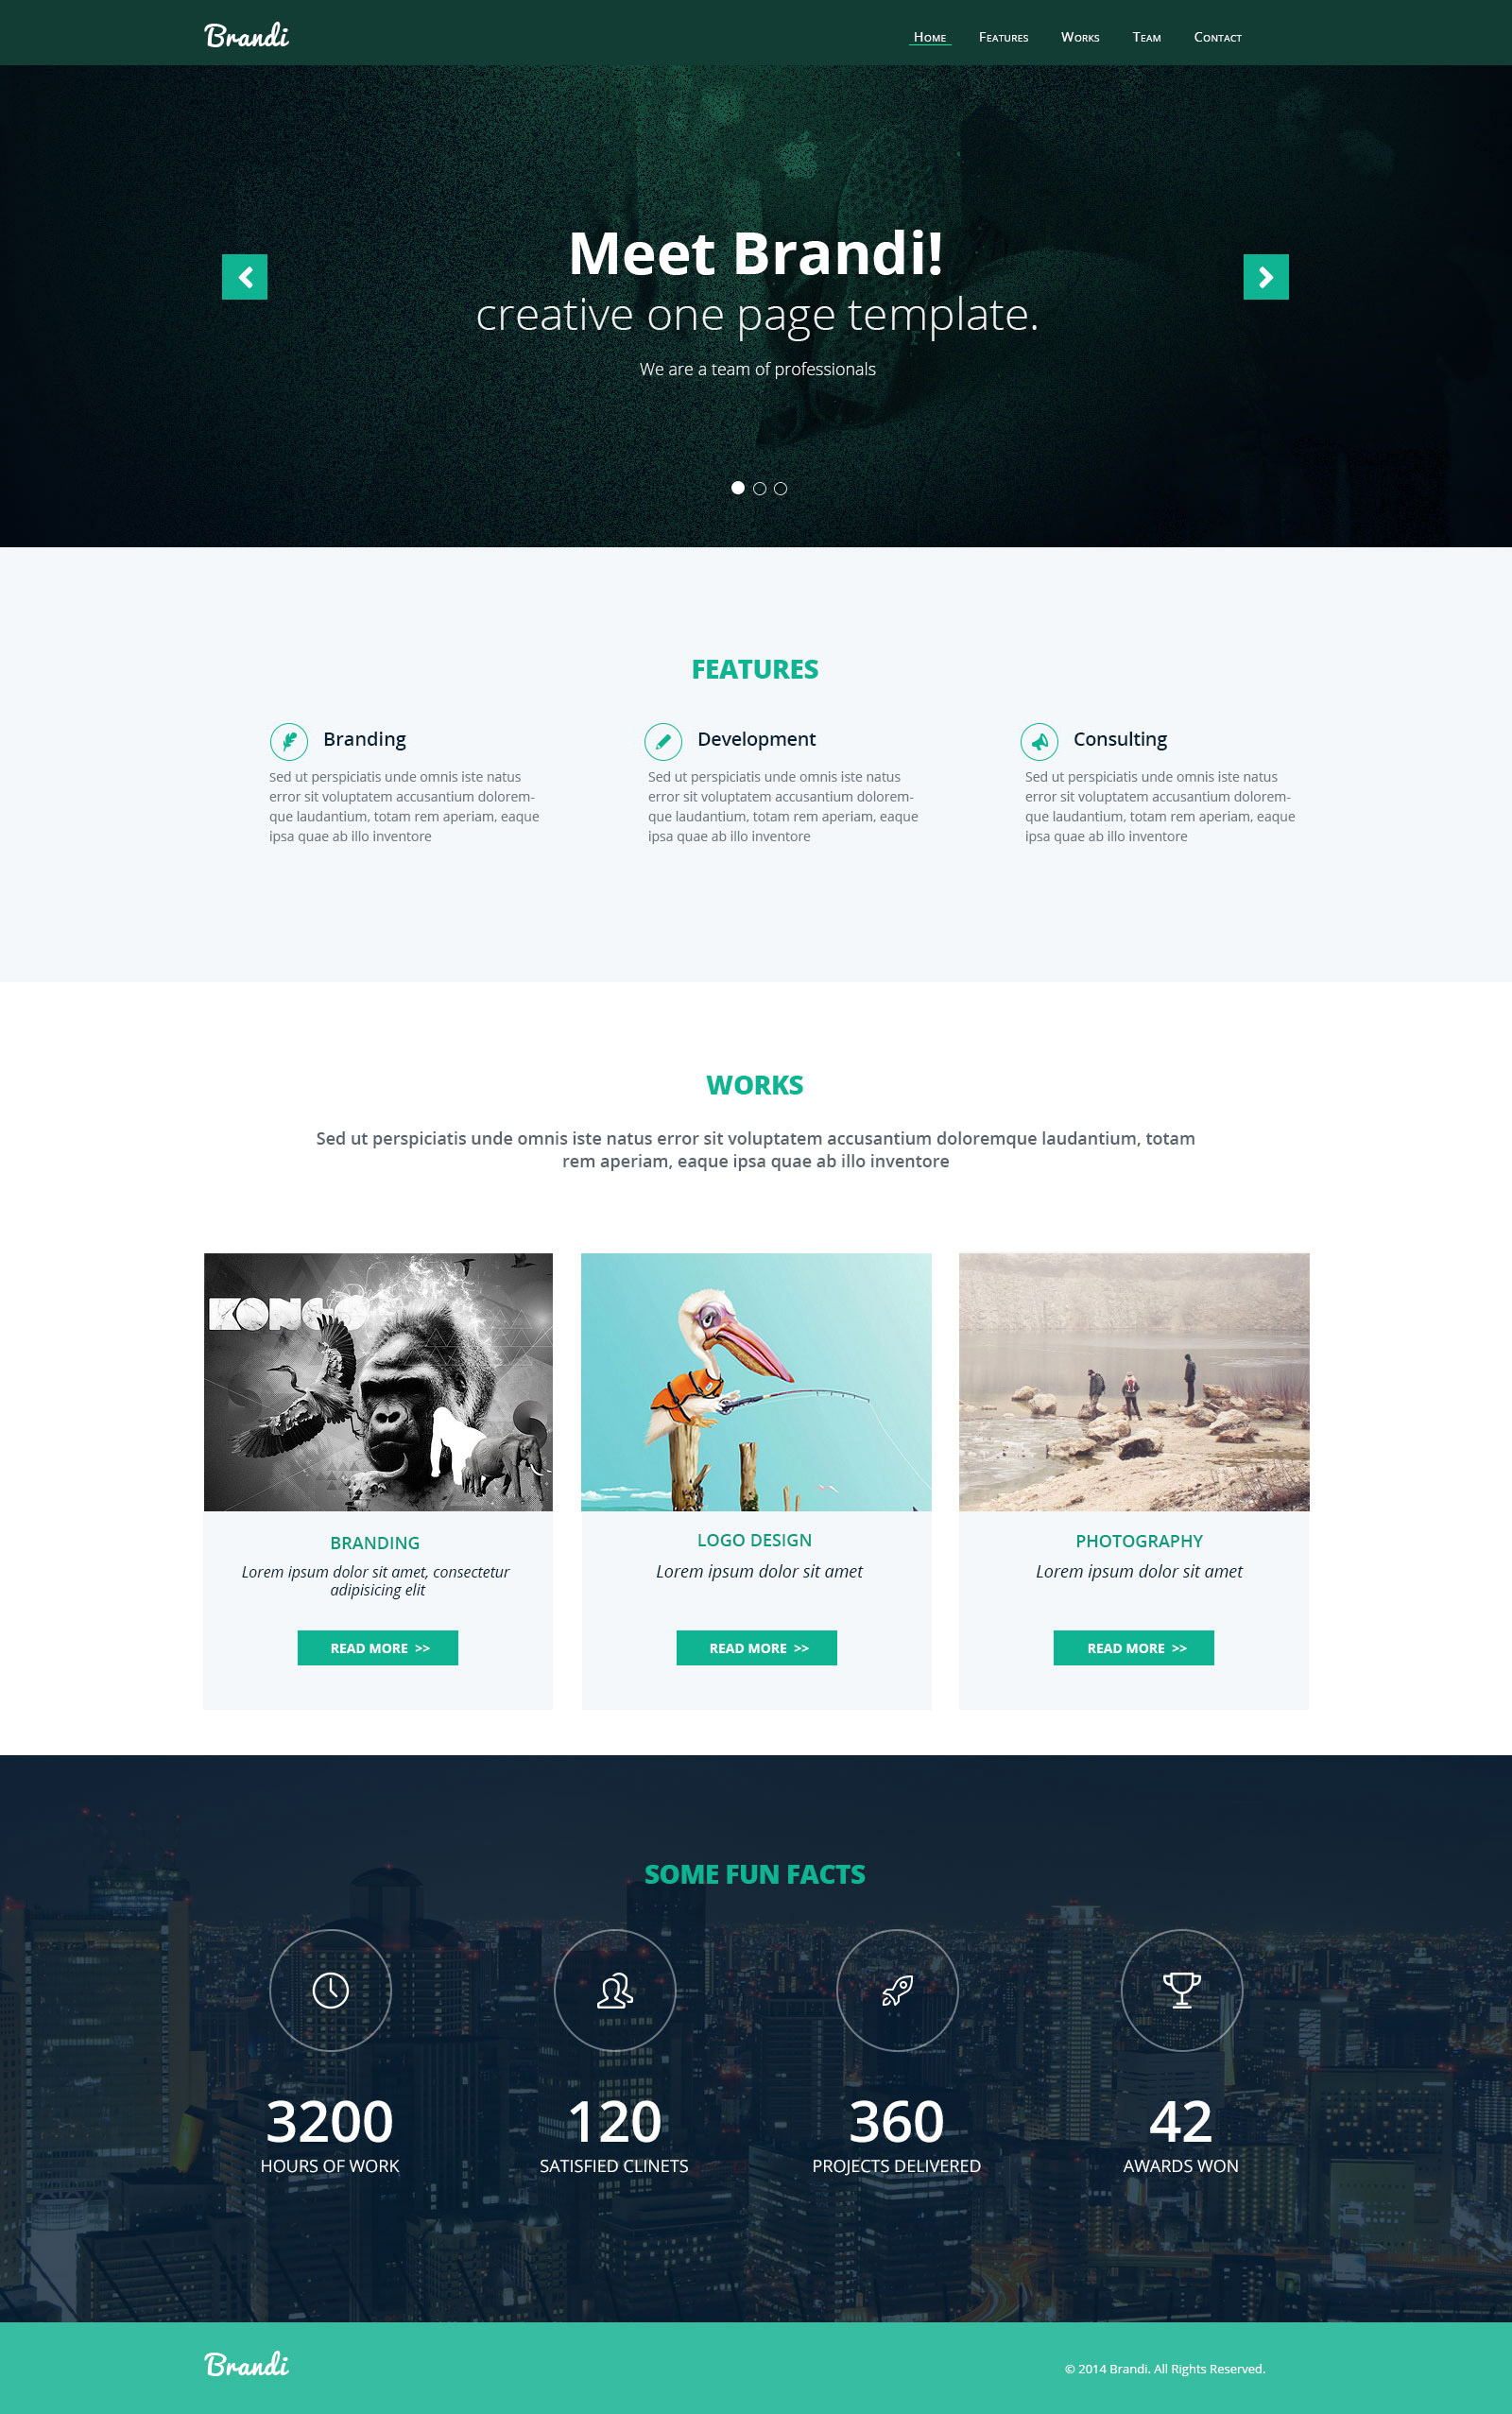 Brandi
Home Features Works Team Contact
Meet Brandi!
creative one page template.
We are a team of professionals
FEATURES
Branding
Sed ut perspiciatis unde omnis iste natus
error sit voluptatem accusantium dolorem-
que laudantium, totam rem aperiam, eaque
ipsa quae ab illo inventore
Development
Sed ut perspiciatis unde omnis iste natus
error sit voluptatem accusantium dolorem-
que laudantium, totam rem aperiam, eaque
ipsa quae ab illo inventore
Consulting
Sed ut perspiciatis unde omnis iste natus
error sit voluptatem accusantium dolorem-
que laudantium, totam rem aperiam, eaque
ipsa quae ab illo inventore
WORKS
Sed ut perspiciatis unde omnis iste natus error sit voluptatem accusantium doloremque laudantium, totam
rem aperiam, eaque ipsa quae ab illo inventore
KONGO
BRANDING
Lorem ipsum dolor sit amet, consectetur
adipisicing elit
READ MORE >>
LOGO DESIGN
Lorem ipsum dolor sit amet
READ MORE >>
PHOTOGRAPHY
Lorem ipsum dolor sit amet
READ MORE >>
SOME FUN FACTS
3200
HOURS OF WORK
120
SATISFIED CLINETS
360
PROJECTS DELIVERED
42
AWARDS WON
Brandi
© 2014 Brandi. All Rights Reserved.